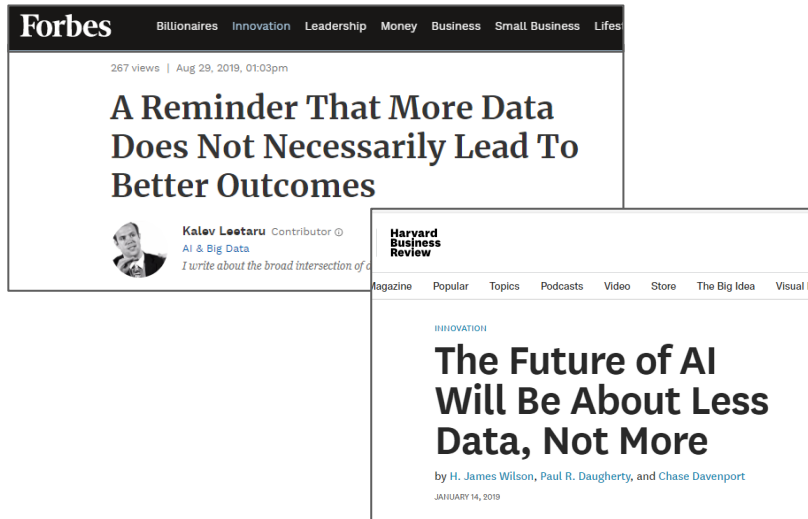 Forbes
Billionaires Innovation Leadership Money Business Small Business Lifes
267 views | Aug 29, 2019, 01:03pm
A Reminder That More Data
Does Not Necessarily Lead To
Better Outcomes
Kalev Leetaru Contributor
AI & Big Data
I write about the broad intersection of
Harvard
Business
Review
Magazine Popular Topics Podcasts Video Store The Big Idea Visual
INNOVATION
The Future of AI
Will Be About Less
Data, Not More
by H. James Wilson, Paul R. Daugherty, and Chase Davenport
JANUARY 14, 2019